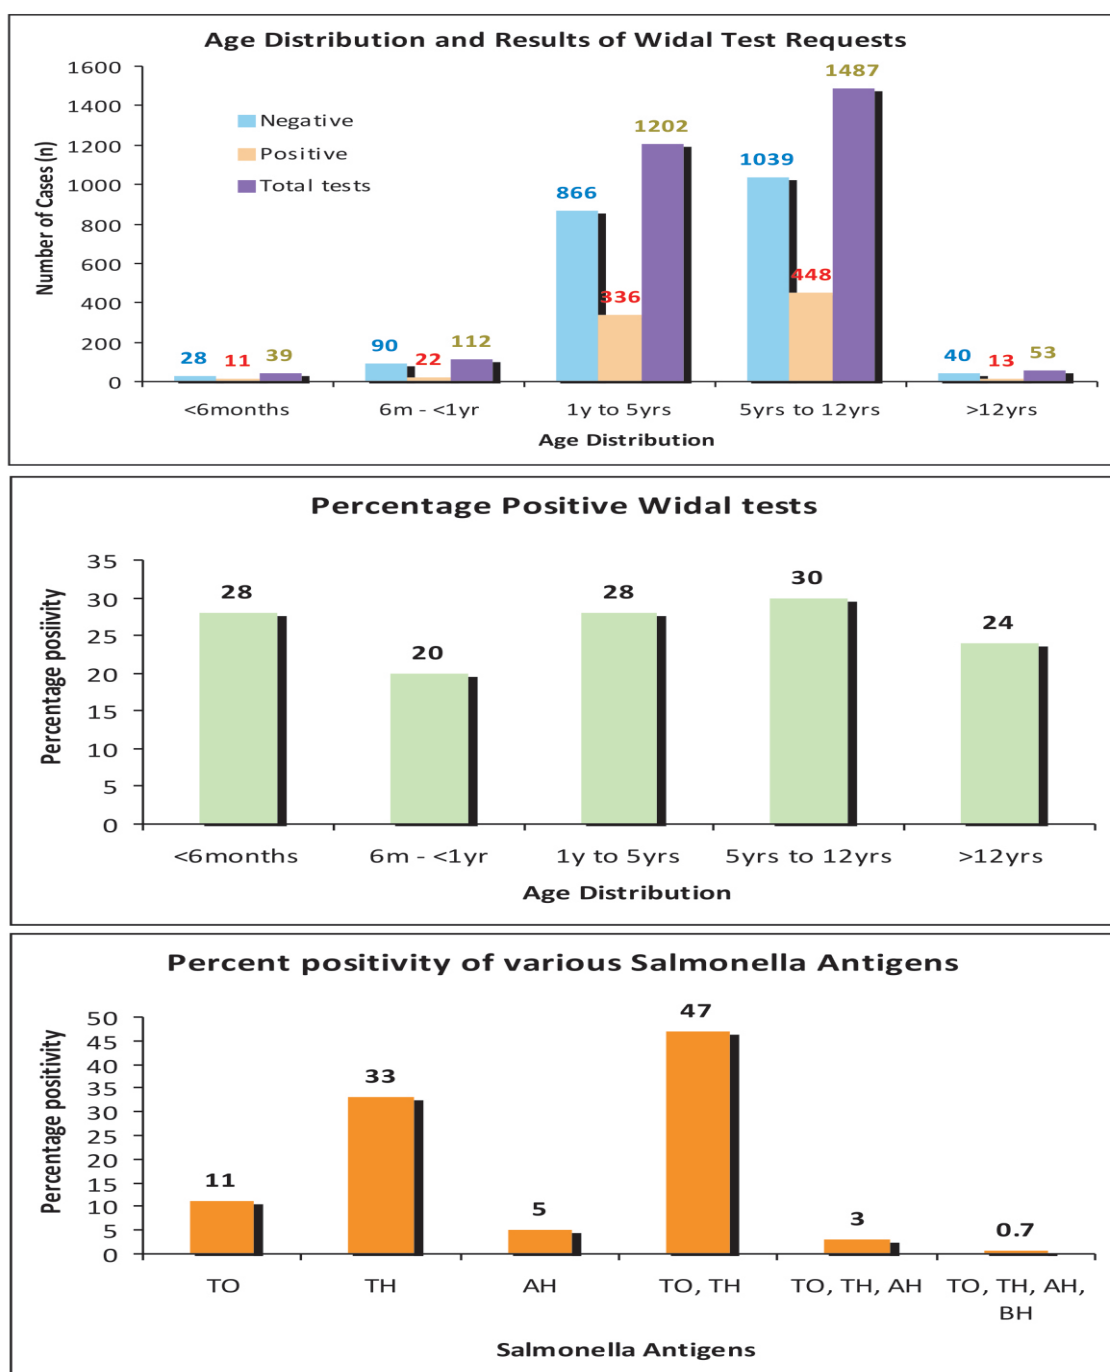 Age Distribution and Results of Widal Test Requests
1600
1400
1200
1000
800
600
400
200
0
Number of Cases (n)
Negative
Positive
Total tests
28
11
39
90
22
112
866
336
1202
1039
448
1487
40
13
53
<6months
6m - <1yr
1y to 5yrs
5yrs to 12yrs
>12yrs
Age Distribution
Percentage Positive Widal tests
35
30
25
20
15
10
5
0
Percentage posiivity
28
20
28
30
24
<6months
6m - <1yr
1y to 5yrs
5yrs to 12yrs
>12yrs
Age Distribution
Percent positivity of various Salmonella Antigens
50
45
40
35
30
25
20
15
10
5
0
Percentage positivity
11
33
5
47
3
0.7
TO
TH
AH
TO, TH
TO, TH, AH
TO, TH, AH,
BH
Salmonella Antigens